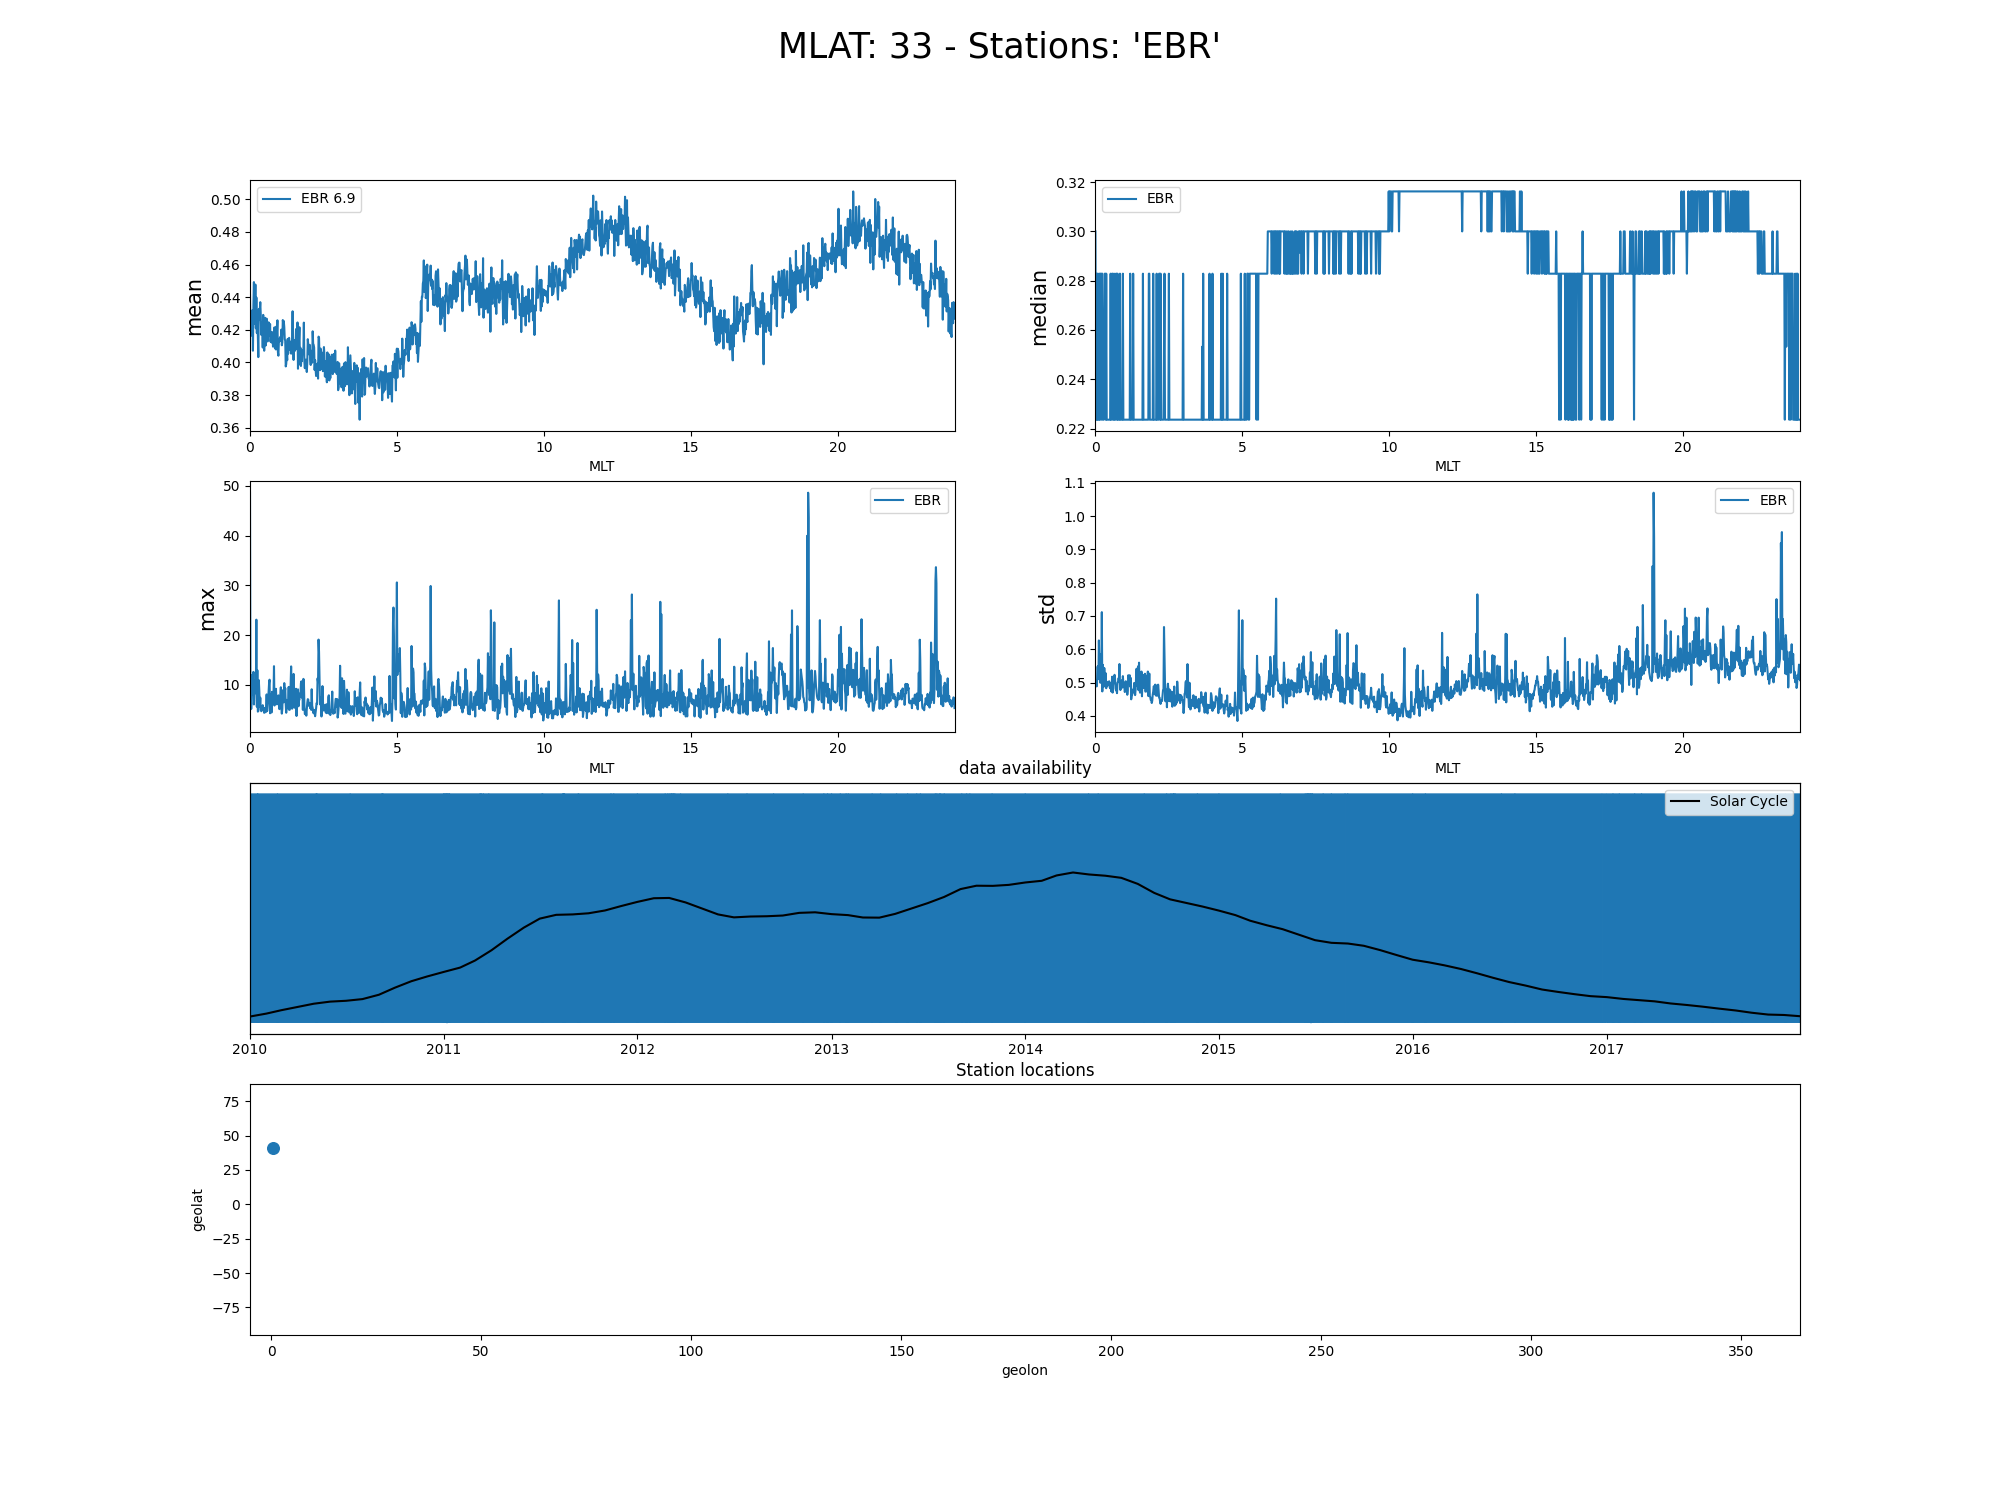 MLAT: 33 - Stations: 'EBR'
EBR 6.9
0.50
0.48
0.46
0.44
0.42
0.40
0.38
0.36
mean
0 5 10 15 20
MLT
EBR
0.32
0.30
0.28
0.26
0.24
0.22
median
0 5 10 15 20
MLT
EBR
50
40
30
20
10
max
0 5 10 15 20
MLT
EBR
1.1
1.0
0.9
0.8
0.7
0.6
0.5
0.4
std
0 5 10 15 20
MLT
data availability
Solar Cycle
2010 2011 2012 2013 2014 2015 2016 2017
Station locations
75
50
25
0
−25
−50
−75
geolat
0 50 100 150 200 250 300 350
geolon